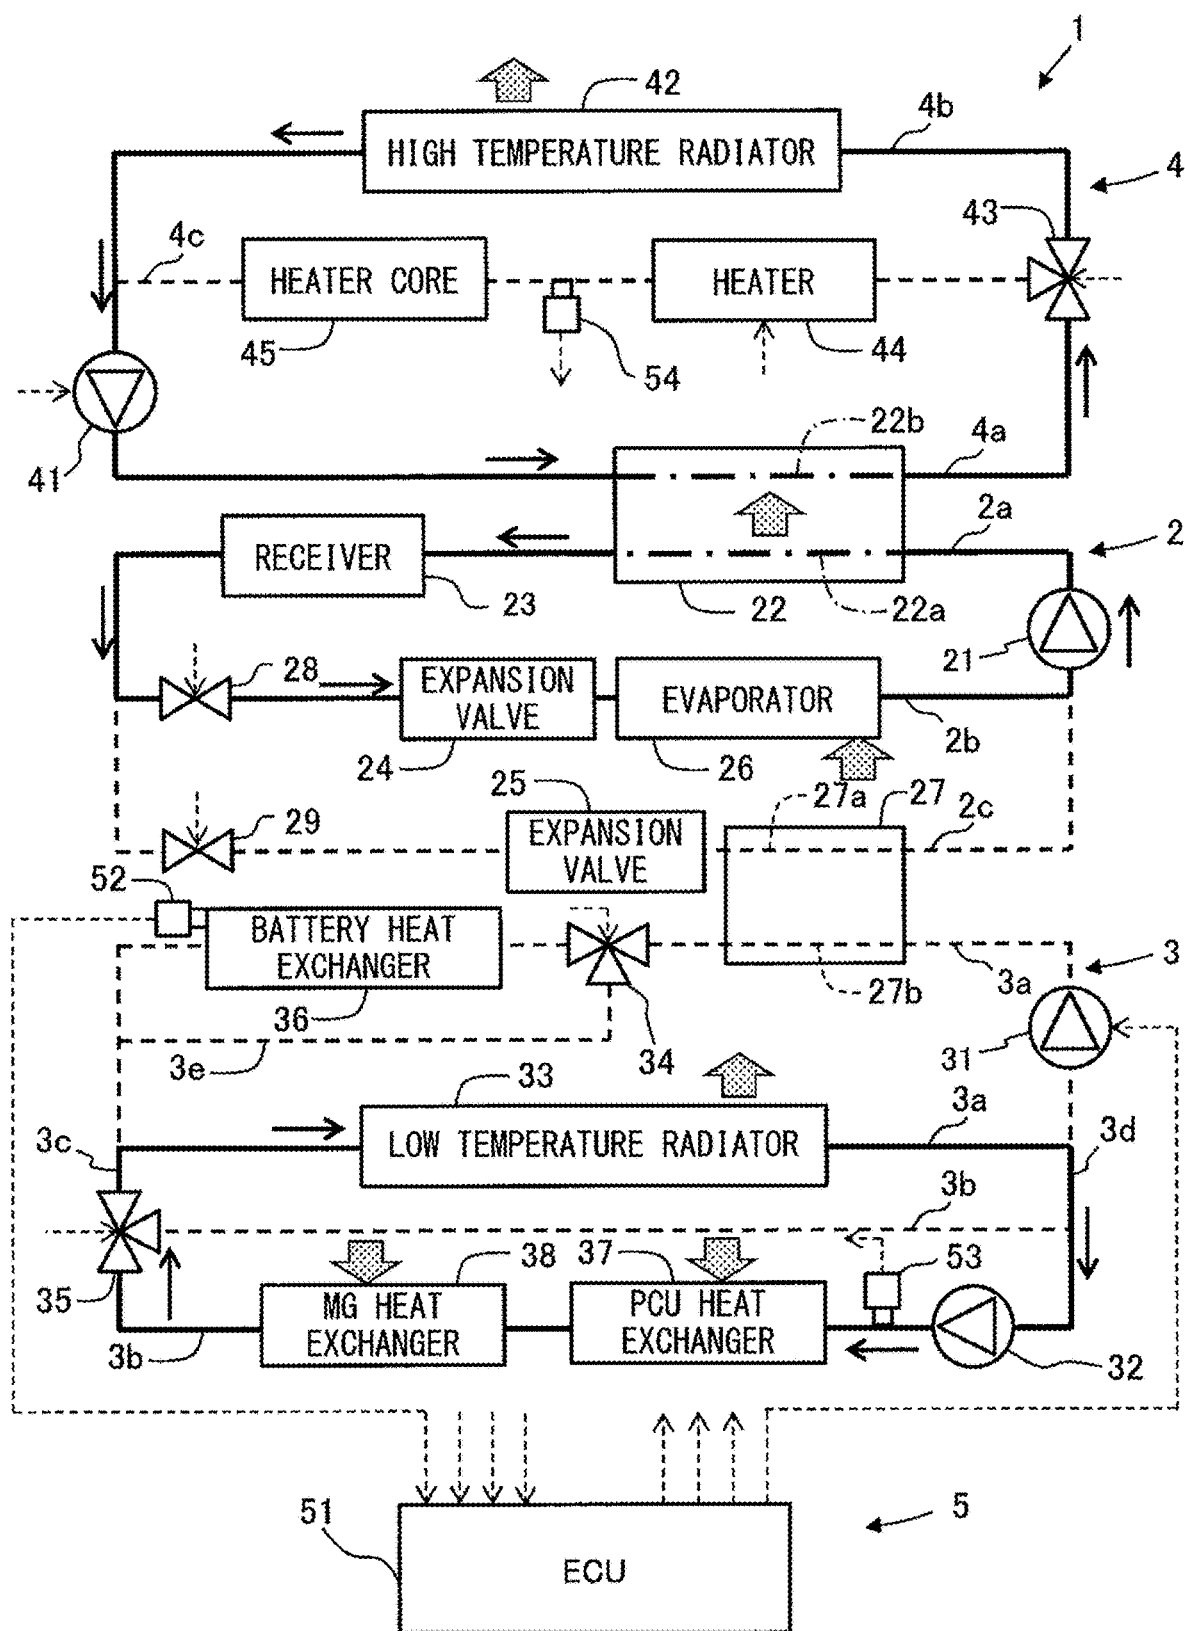 1
42
4b
HIGH TEMPERATURE RADIATOR
4
43
4c
HEATER CORE
HEATER
45
54
44
41
22b
4a
2a
2
RECEIVER
23
22
22a
21
28
EXPANSION
VALVE
EVAPORATOR
24
26
2b
25
27a
27
2c
29
EXPANSION
VALVE
52
BATTERY HEAT
EXCHANGER
3
36
34
27b
3a
31
3e
33
3a
3c
LOW TEMPERATURE RADIATOR
3d
3b
38
37
53
35
MG HEAT
EXCHANGER
PCU HEAT
EXCHANGER
3b
32
51
5
ECU